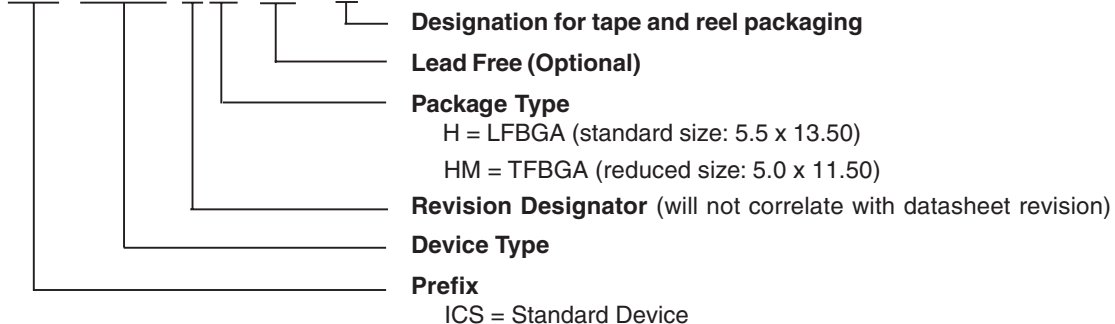 Designation for tape and reel packaging
Lead Free (Optional)
Package Type
H = LFBGA (standard size: 5.5 x 13.50)
HM = TFBGA (reduced size: 5.0 x 11.50)
Revision Designator (will not correlate with datasheet revision)
Device Type
Prefix
ICS = Standard Device